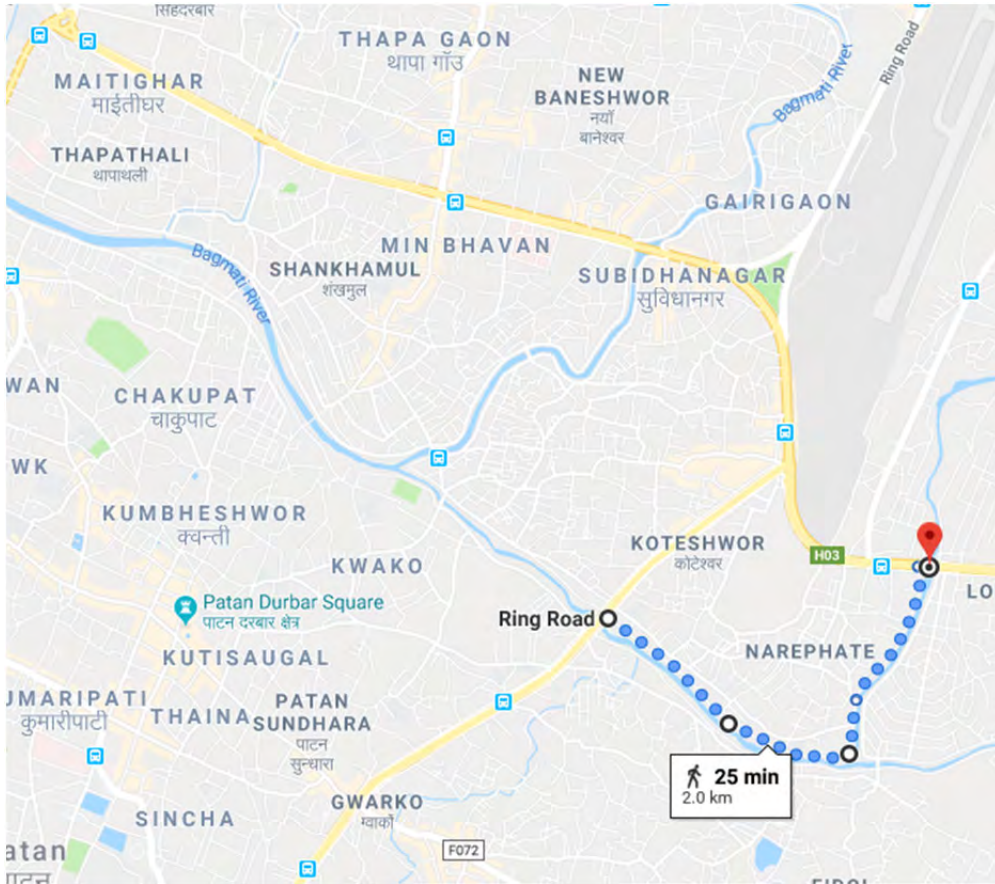 सिंहदरबार
THAPA GAON
थापा गाँउ
MAITIGHAR
माईतीघर
NEW
BANESHWOR
नयाँ
बानेश्वर
Bagmati River
Ring Road
THAPATHALI
थापाथली
GAIRIGAON
Bagmati River
MIN BHAVAN
SHANKHAMUL
शंखमुल
SUBIDHANAGAR
सुविधानगर
WAN
CHAKUPAT
चाकुपाट
WK
KUMBHESHWOR
क्वन्ती
KOTESHWOR
कोटेश्वर
H03
KWAKO
LO
Patan Durbar Square
पाटन दरबार क्षेत्र
Ring Road
KUTISAUGAL
NAREPHATE
UMARIPATI
कुमारीपाटी
THAINA
PATAN
SUNDHARA
पाटन
सुन्धारा
25 min
2.0 km
GWARKO
ग्वार्को
SINCHA
F072
atan